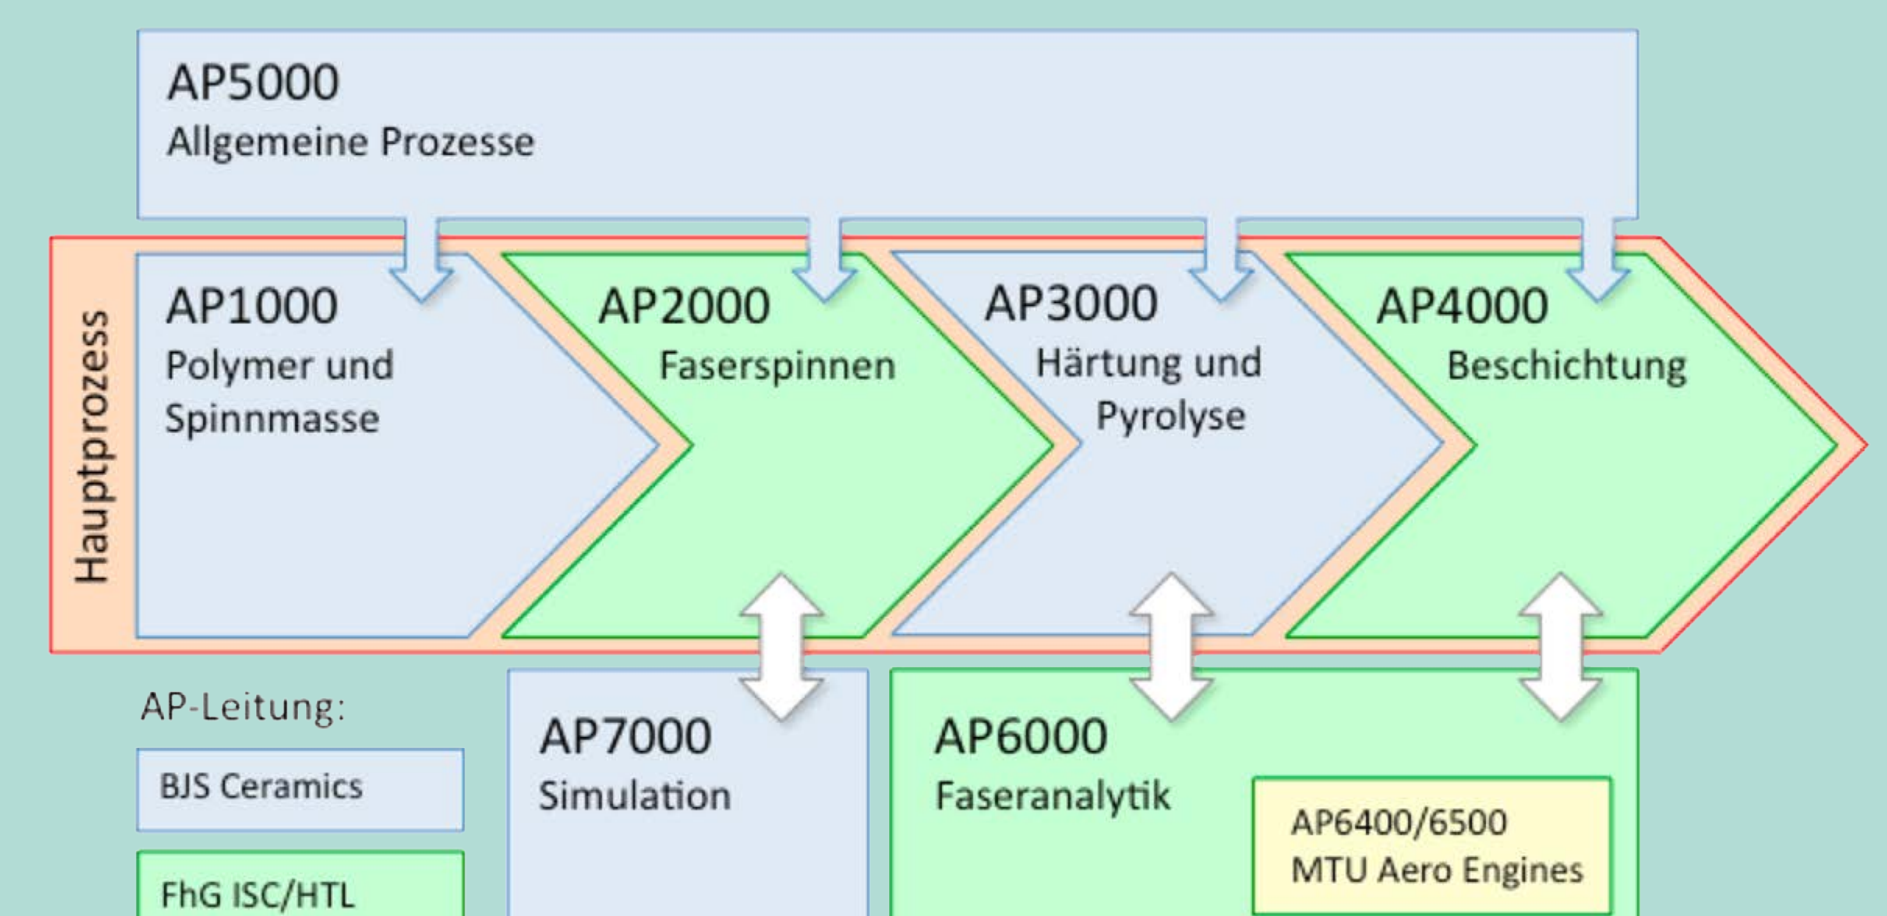 AP5000
Allgemeine Prozesse
Hauptprozess
AP1000
Polymer und
Spinnmasse
AP2000
Faserspinnen
AP3000
Härtung und
Pyrolyse
AP4000
Beschichtung
AP-Leitung:
BJS Ceramics
FhG ISC/HTL
AP7000
Simulation
AP6000
Faseranalytik
AP6400/6500
MTU Aero Engines